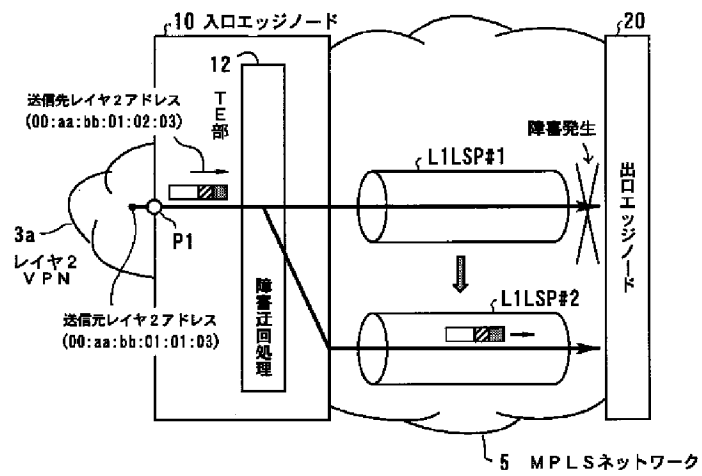 10 入口エッジノード
20
12
送信先レイヤ2アドレス
(00:aa:bb:01:02:03)
TE部
障害発生
L1LSP#1
出口エッジノード
P1
3a
レイヤ2
VPN
L1LSP#2
障害迂回処理
送信元レイヤ2アドレス
(00:aa:bb:01:01:03)
5 MPLSネットワーク